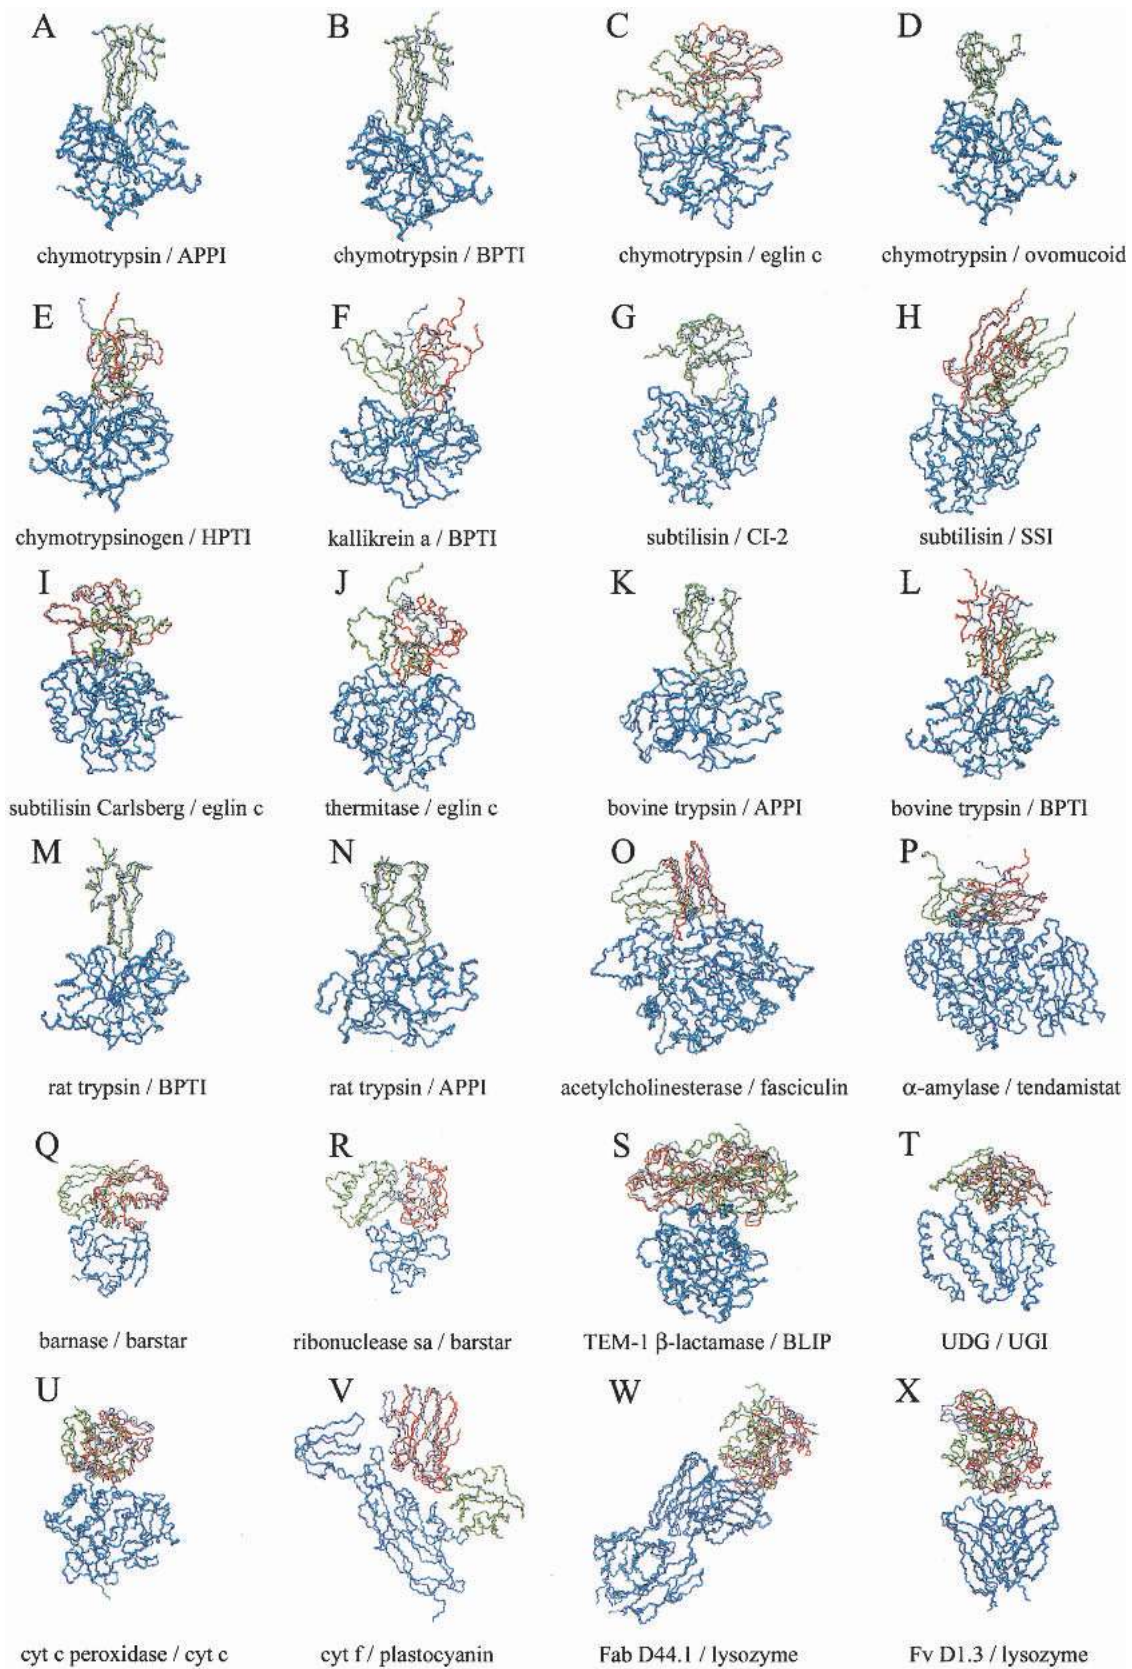 A B C D
chymotrypsin / APPI chymotrypsin / BPTI chymotrypsin / eglin c chymotrypsin / ovomucoid
E F G H
chymotrypsinogen / HPTI kallikrein a / BPTI subtilisin / CI-2 subtilisin / SSI
I J K L
subtilisin Carlsberg / eglin c thermitase / eglin c bovine trypsin / APPI bovine trypsin / BPTI
M N O P
rat trypsin / BPTI rat trypsin / APPI acetylcholinesterase / fasciculin α-amylase / tendamistat
Q R S T
barnase / barstar ribonuclease sa / barstar TEM-1 β-lactamase / BLIP UDG / UGI
U V W X
cyt c peroxidase / cyt c cyt f / plastocyanin Fab D44.1 / lysozyme Fv D1.3 / lysozyme